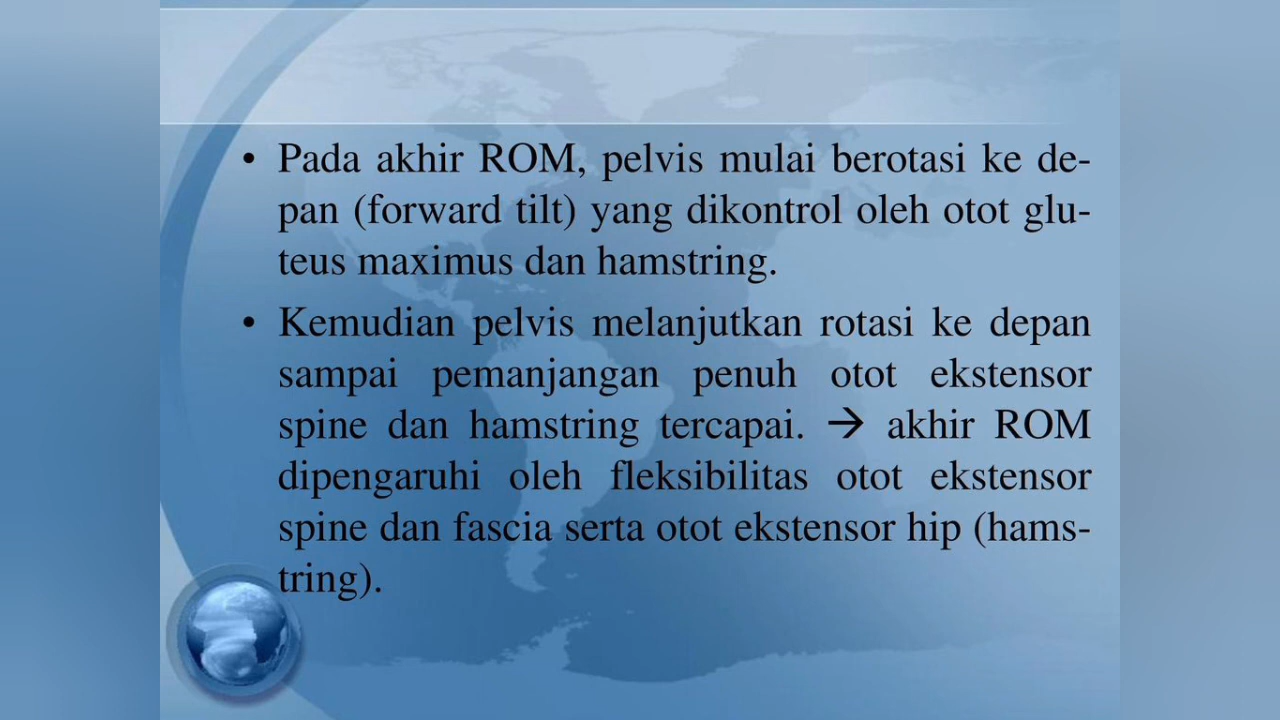 • Pada akhir ROM, pelvis mulai berotasi ke de-
pan (forward tilt) yang dikontrol oleh otot glu-
teus maximus dan hamstring.
• Kemudian pelvis melanjutkan rotasi ke depan
sampai pemanjangan penuh otot ekstensor
spine dan hamstring tercapai. → akhir ROM
dipengaruhi oleh fleksibilitas otot ekstensor
spine dan fascia serta otot ekstensor hip (hams-
tring).